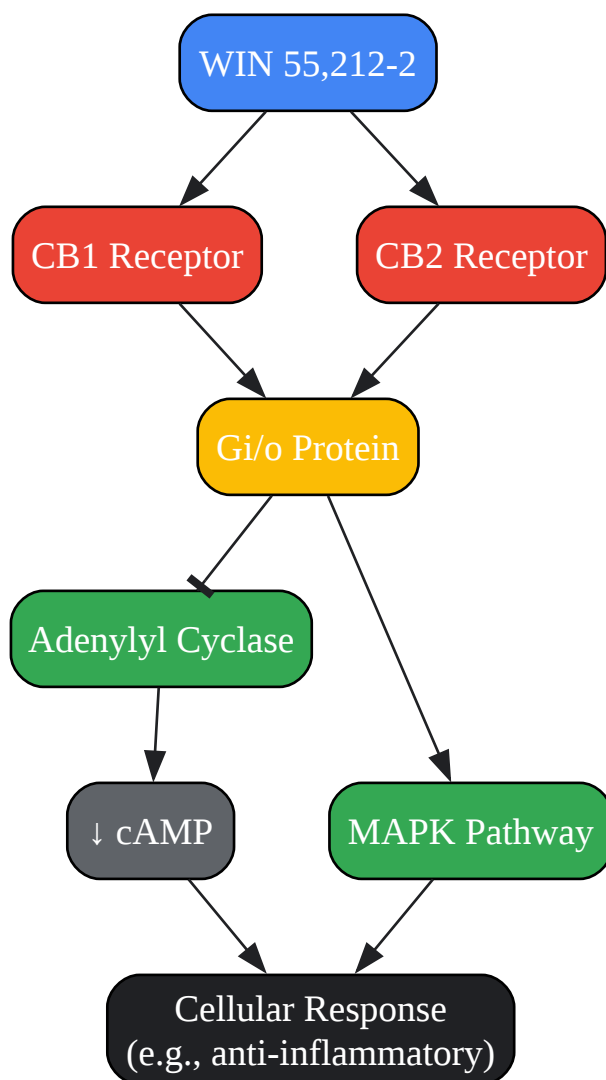 WIN 55,212-2
CB1 Receptor
CB2 Receptor
Gi/o Protein
Adenylyl Cyclase
↓ cAMP
MAPK Pathway
Cellular Response
(e.g., anti-inflammatory)